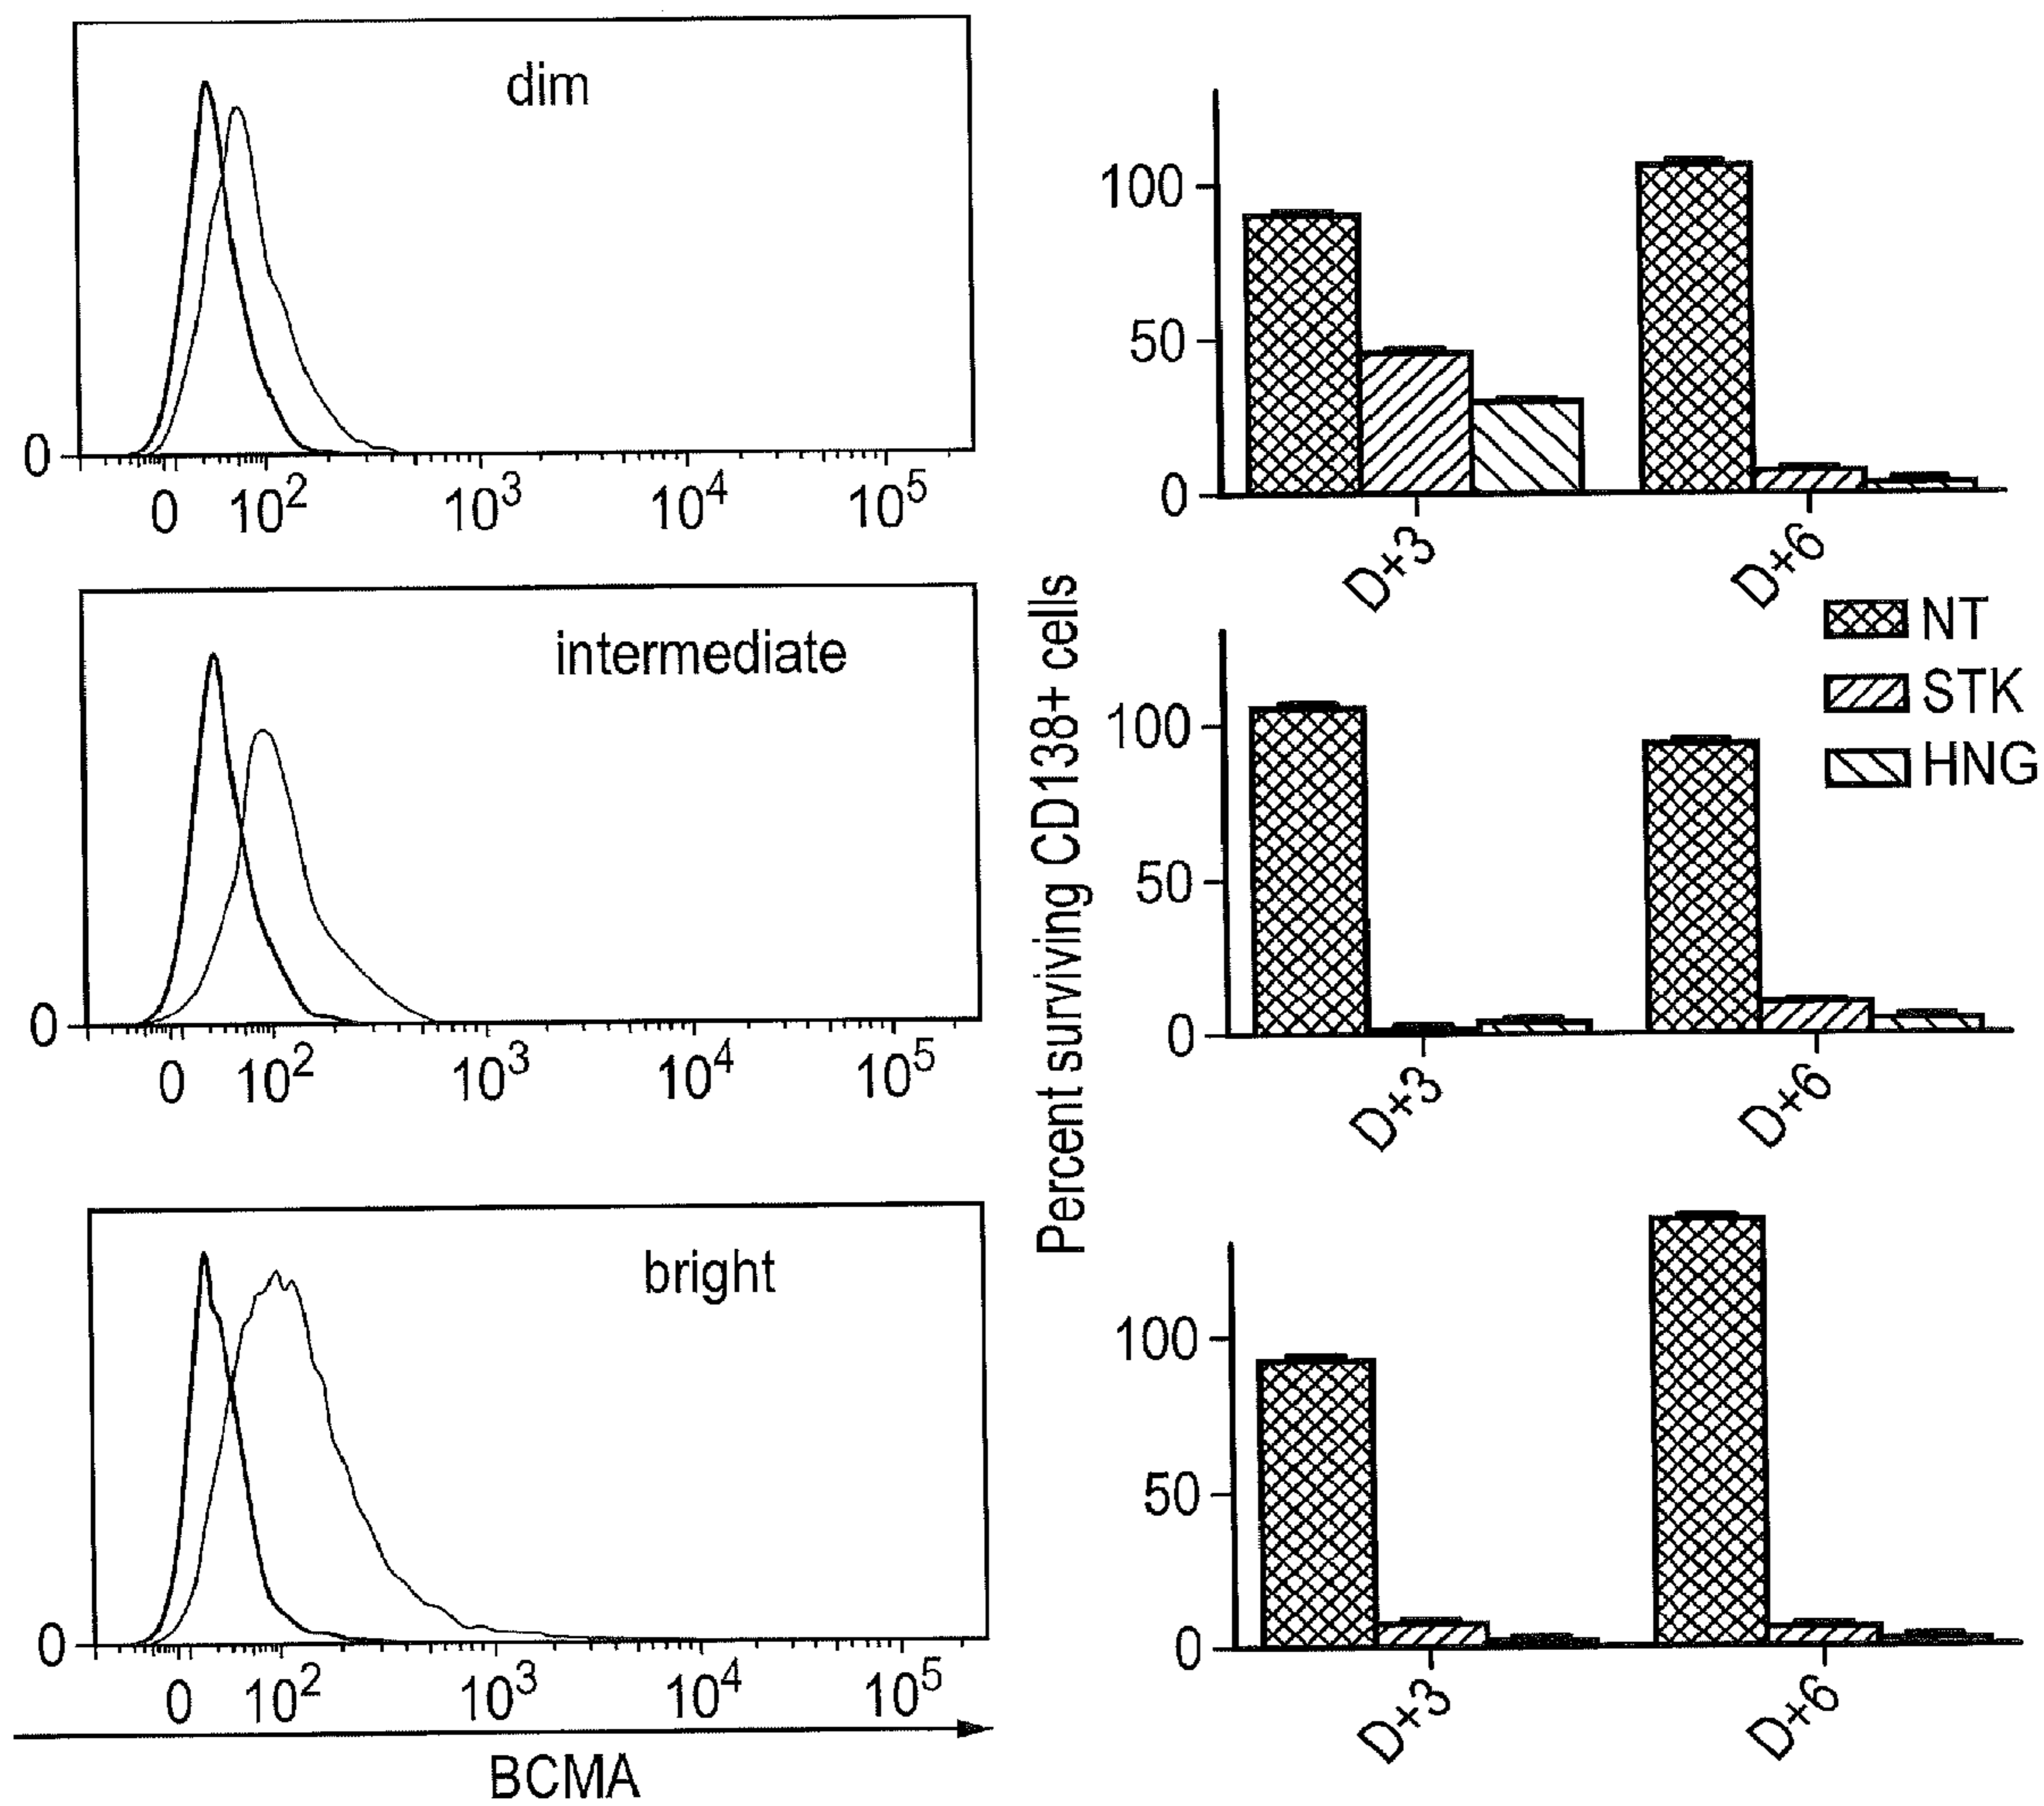 dim
0
0 10² 10³ 10⁴ 10⁵
intermediate
0
0 10² 10³ 10⁴ 10⁵
bright
0
0 10² 10³ 10⁴ 10⁵
BCMA
Percent surviving CD138+ cells
100
50
0
D+3 D+6
NT
STK
HNG
100
50
0
D+3 D+6
100
50
0
D+3 D+6